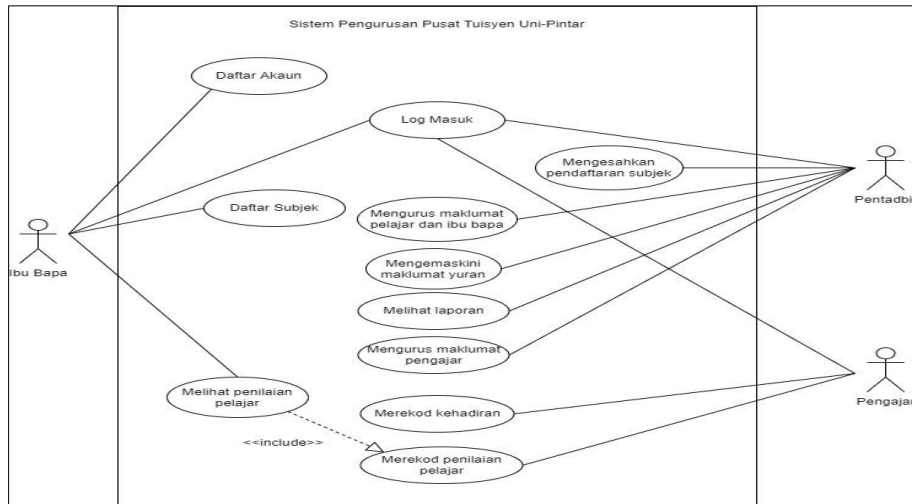 Sistem Pengurusan Pusat Tuisyen Uni-Pintar
Daftar Akaun
Log Masuk
Mengesahkan
pendaftaran subjek
Pentadbir
Daftar Subjek
Mengurus maklumat
pelajar dan ibu bapa
Ibu Bapa
Mengemaskini
maklumat yuran
Melihat laporan
Mengurus maklumat
pengajar
Melihat penilaian
pelajar
Pengajar
Merekod kehadiran
<<include>>
Merekod penilaian
pelajar